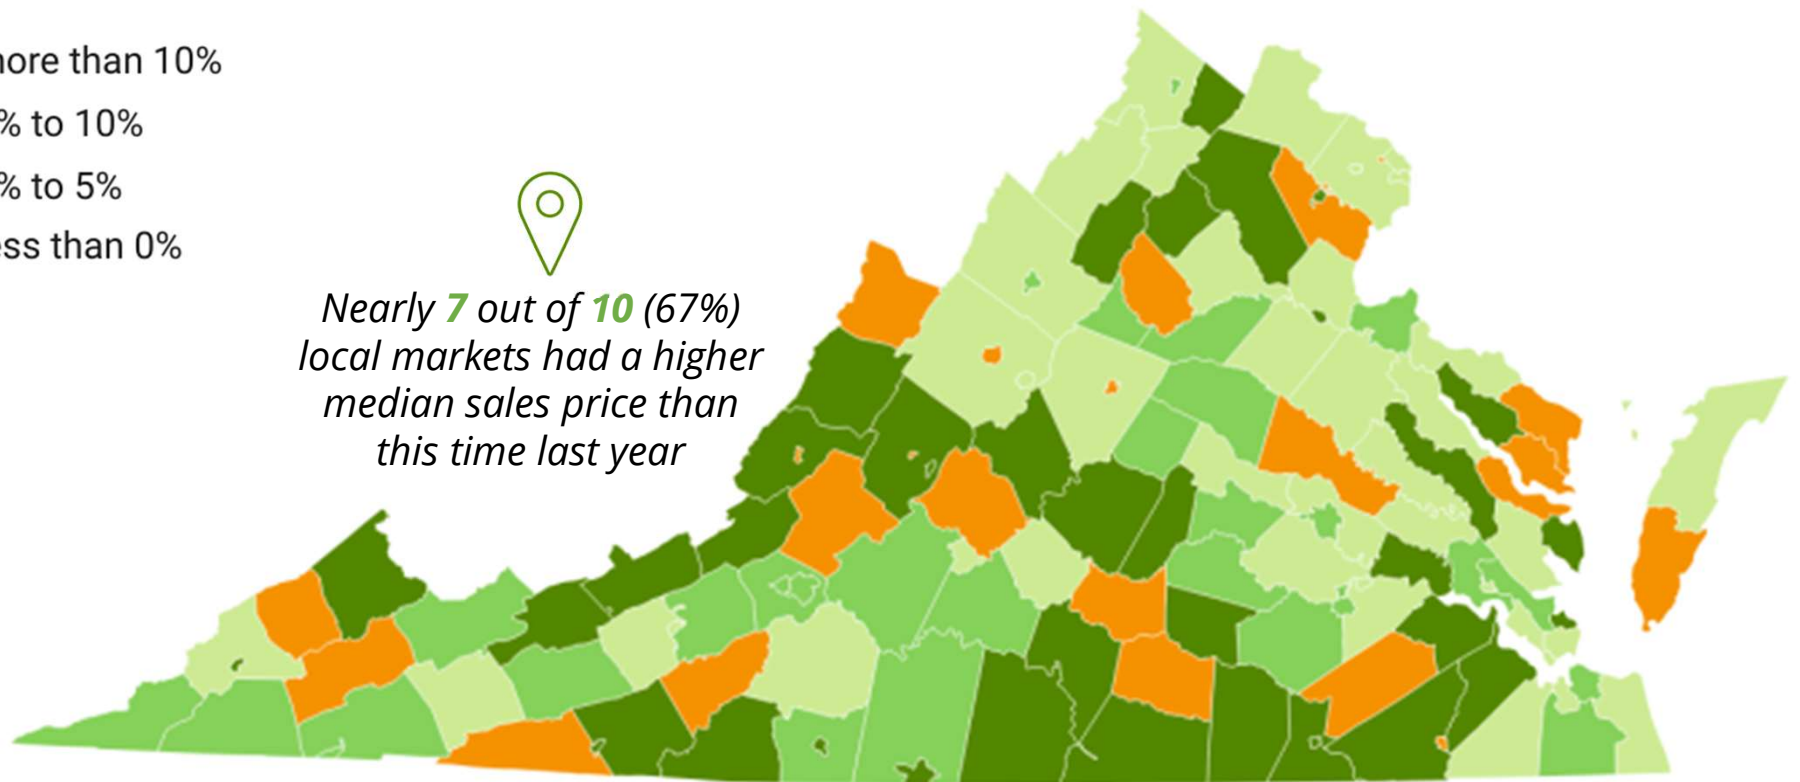 ore than 10%
% to 10%
% to 5%
ess than 0%
Nearly 7 out of 10 (67%)
local markets had a higher
median sales price than
this time last year